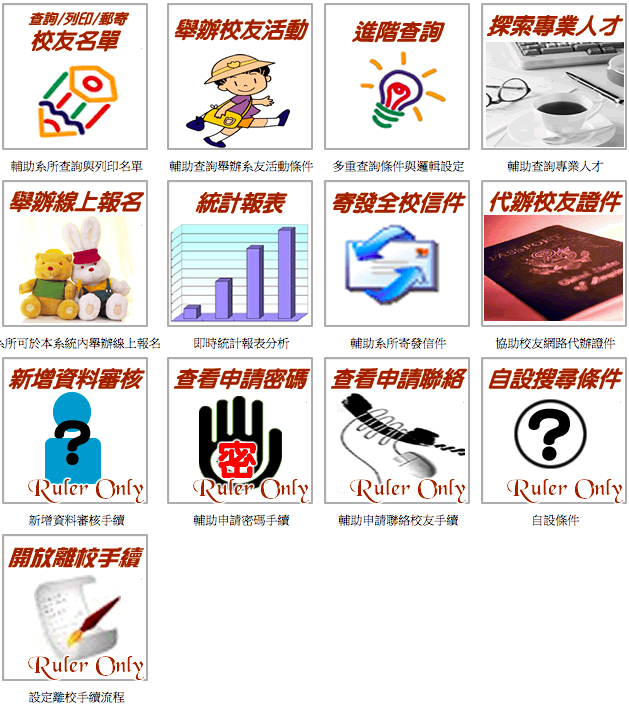 查詢/列印/郵寄
校友名單
舉辦校友活動
進階查詢
探索專業人才
輔助系所查詢與列印名單
輔助查詢舉辦系友活動條件
多重查詢條件與邏輯設定
輔助查詢專業人才
舉辦線上報名
統計報表
寄發全校信件
代辦校友證件
PASSPORT
系所可於本系統內舉辦線上報名
即時統計報表分析
輔助系所寄發信件
協助校友網路代辦證件
新增資料審核
查看申請密碼
查看申請聯絡
自設搜尋條件
?
密
?
Ruler Only
Ruler Only
Ruler Only
Ruler Only
新增資料審核手續
輔助申請密碼手續
輔助申請聯絡校友手續
自設條件
開放離校手續
Ruler Only
設定離校手續流程